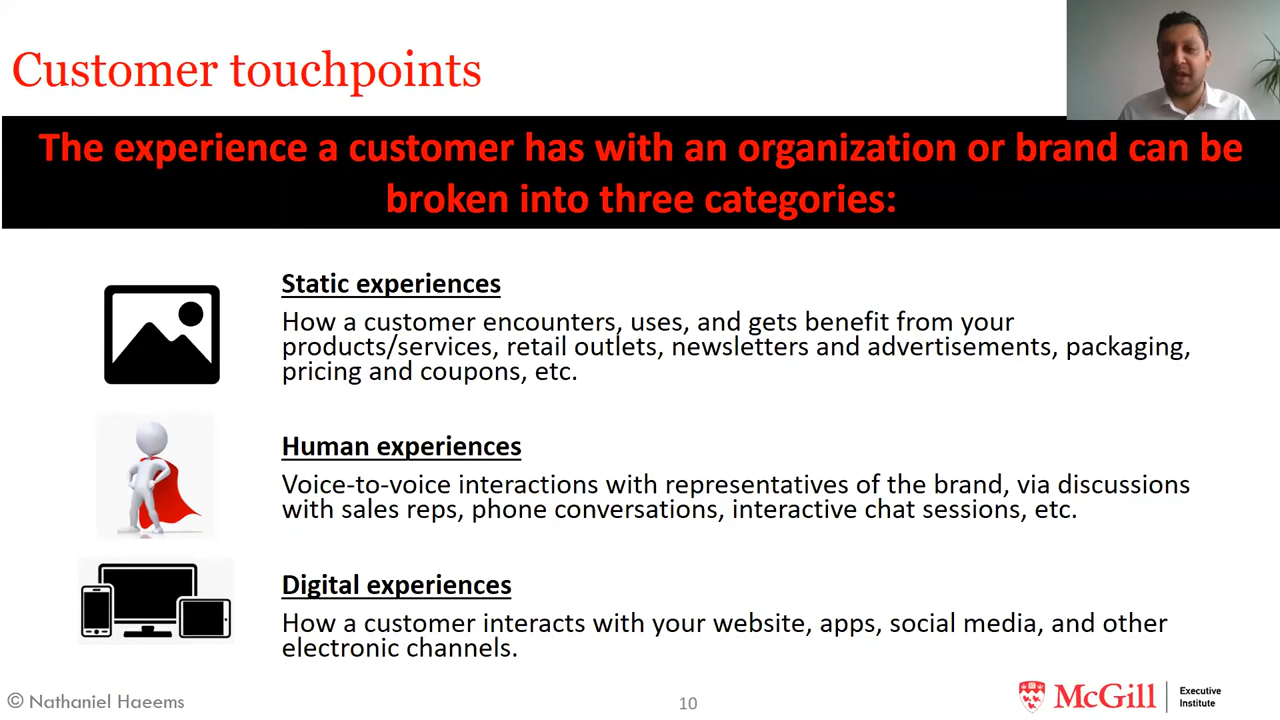 Customer touchpoints
The experience a customer has with an organization or brand can be
broken into three categories:
Static experiences
How a customer encounters, uses, and gets benefit from your
products/services, retail outlets, newsletters and advertisements, packaging,
pricing and coupons, etc.
Human experiences
Voice-to-voice interactions with representatives of the brand, via discussions
with sales reps, phone conversations, interactive chat sessions, etc.
Digital experiences
How a customer interacts with your website, apps, social media, and other
electronic channels.
© Nathaniel Haeems
10
McGill
Executive
Institute